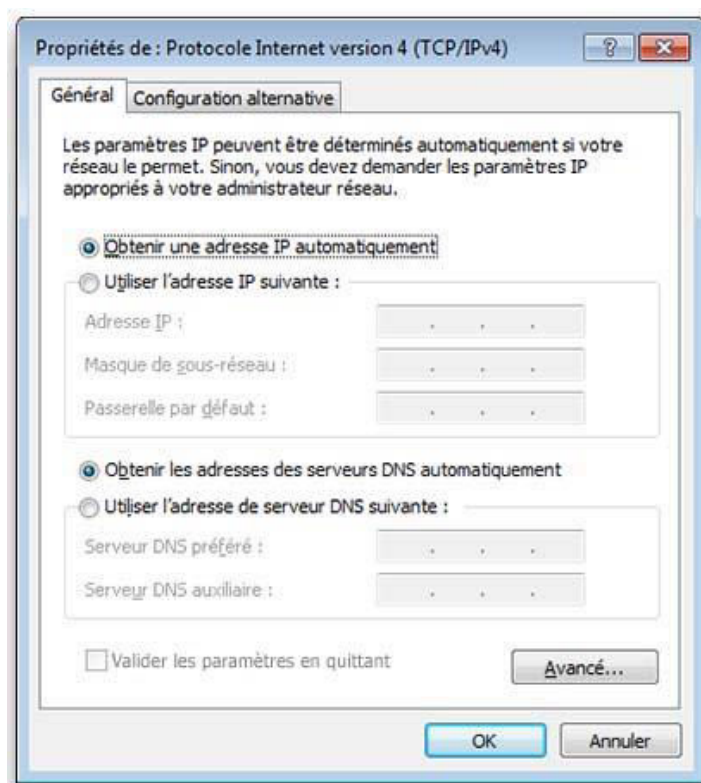 Propriétés de : Protocole Internet version 4 (TCP/IPv4)
Général
Configuration alternative
Les paramètres IP peuvent être déterminés automatiquement si votre
réseau le permet. Sinon, vous devez demander les paramètres IP
appropriés à votre administrateur réseau.
Obtenir une adresse IP automatiquement
Utiliser l'adresse IP suivante :
Adresse IP :
Masque de sous-réseau :
Passerelle par défaut :
Obtenir les adresses des serveurs DNS automatiquement
Utiliser l'adresse de serveur DNS suivante :
Serveur DNS préféré :
Serveur DNS auxiliaire :
Valider les paramètres en quittant
Avancé...
OK
Annuler